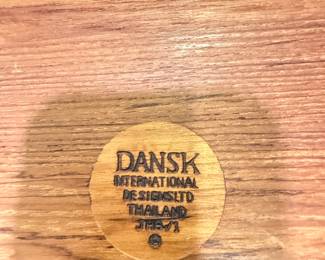 DANSK
INTERNATIONAL
DESIGNS LTD
THAILAND